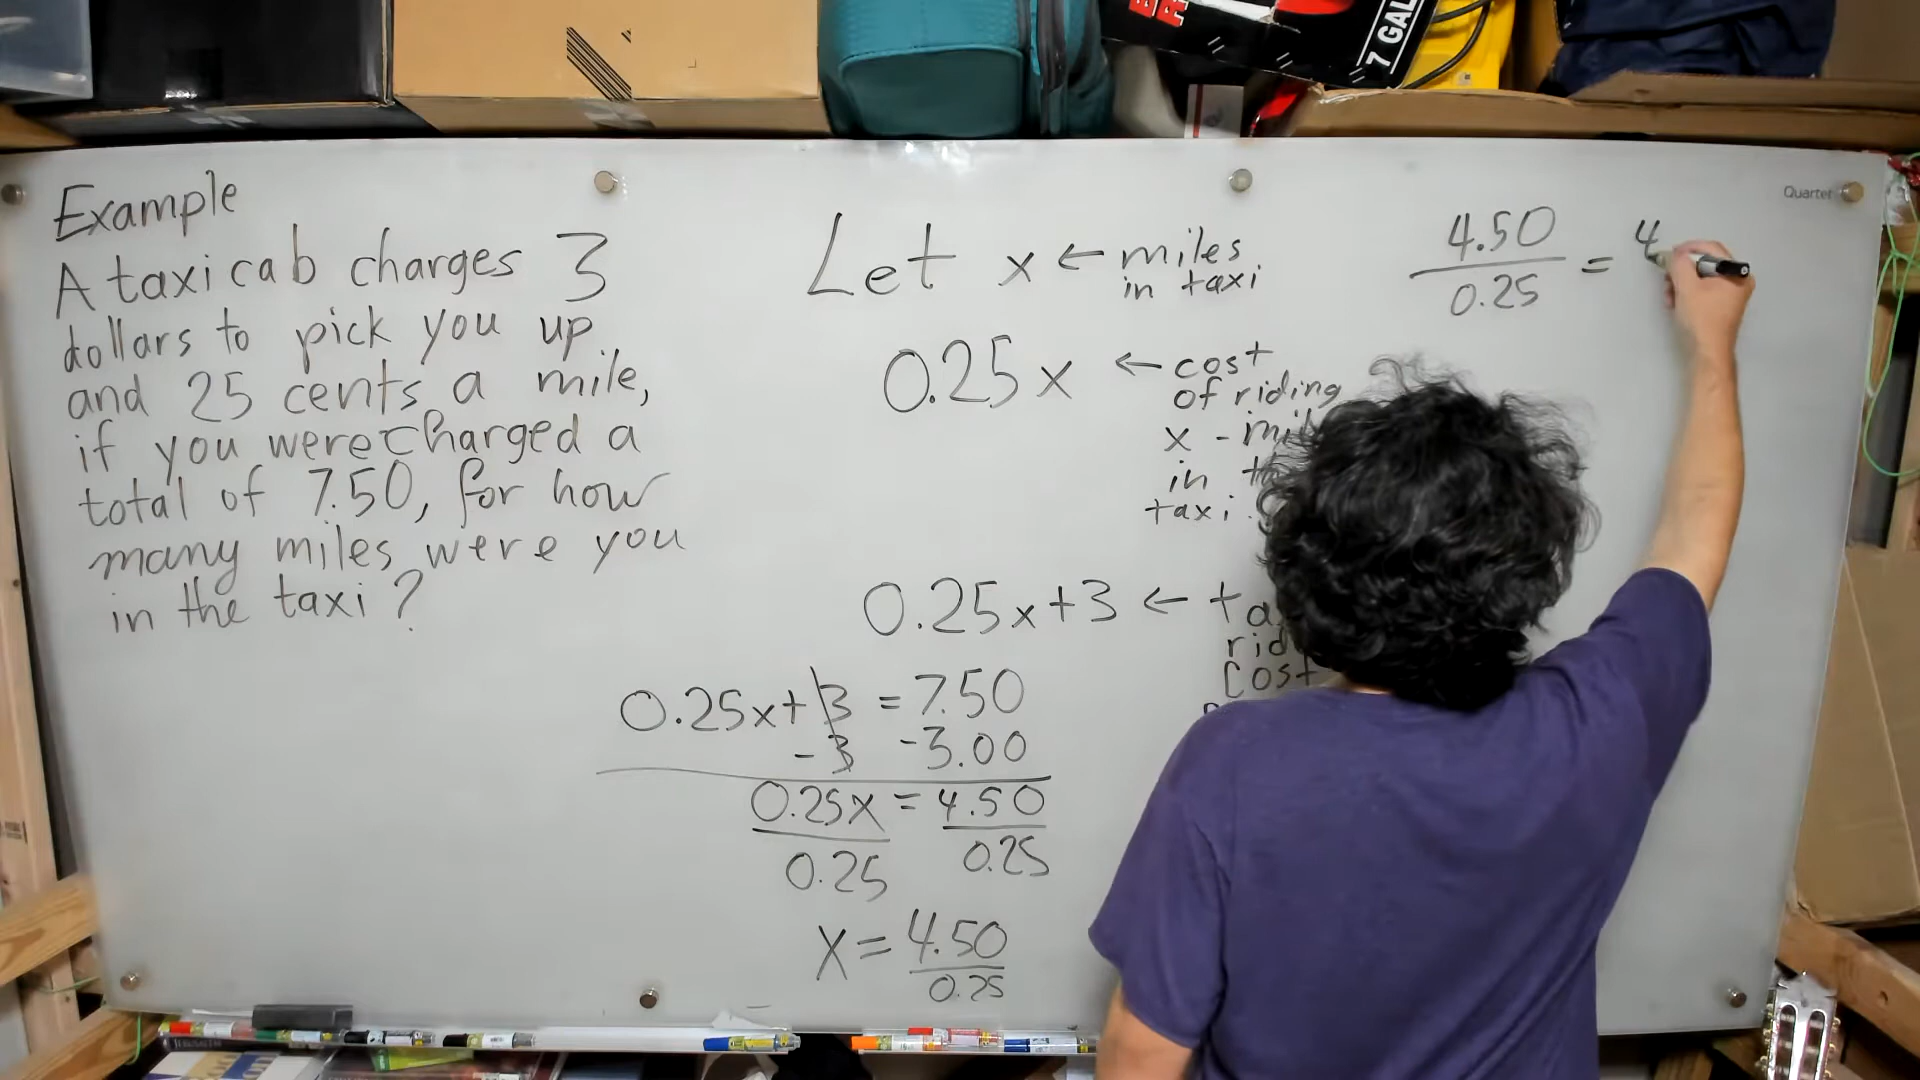 Example
A taxi cab charges 3
dollars to pick you up
and 25 cents a mile,
if you were charged a
total of 7.50, for how
many miles were you
in the taxi?
Let x ← miles
in taxi
0.25x ← cost
of riding
x -
in
taxi.
0.25x+3 ←
Cost
0.25x+3 = 7.50
-3 -3.00
0.25x = 4.50
0.25 0.25
x = 4.50
0.25
4.50
0.25
= 4
Quarter
7 GAL